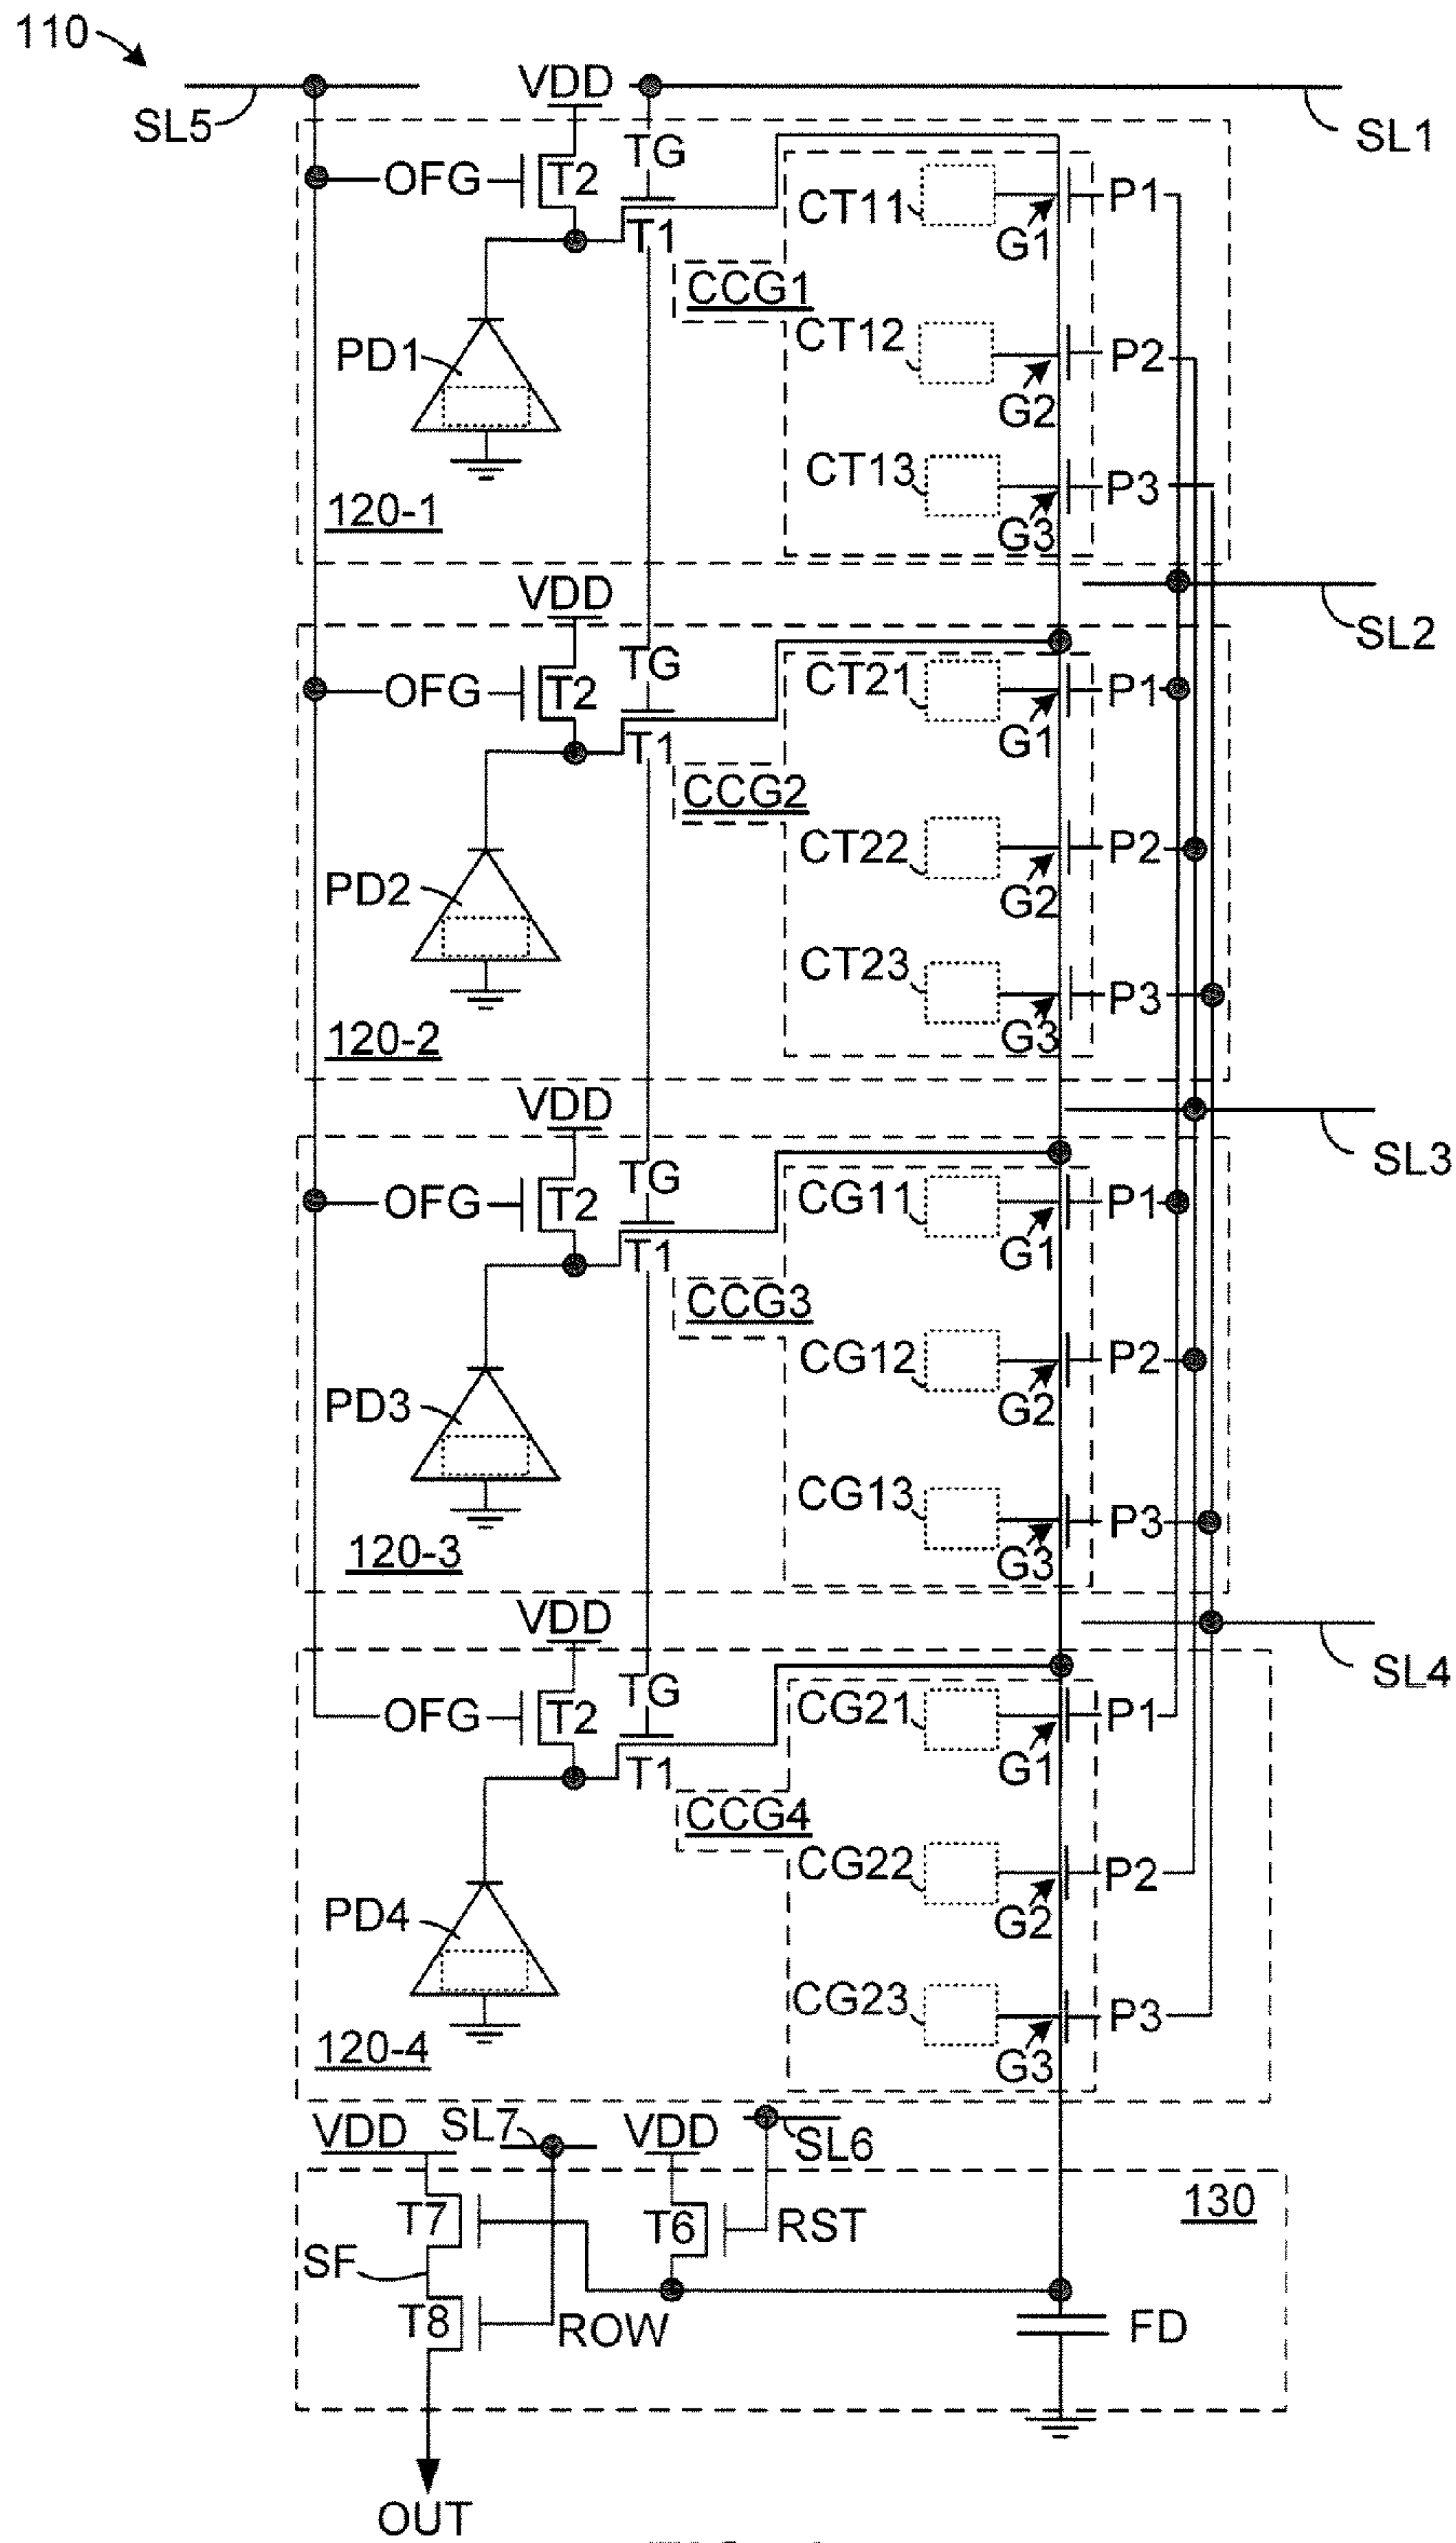 110
SL5
VDD
SL1
OFG
T2
TG
T1
CT11
G1
P1
CCG1
PD1
CT12
G2
P2
CT13
G3
P3
120-1
SL2
VDD
OFG
T2
TG
T1
CT21
G1
P1
CCG2
PD2
CT22
G2
P2
CT23
G3
P3
120-2
SL3
VDD
OFG
T2
TG
T1
CG11
G1
P1
CCG3
PD3
CG12
G2
P2
CG13
G3
P3
120-3
SL4
VDD
OFG
T2
TG
T1
CG21
G1
P1
CCG4
PD4
CG22
G2
P2
CG23
G3
P3
120-4
VDD
SL7
VDD
SL6
130
T7
T6
RST
SF
T8
ROW
FD
OUT